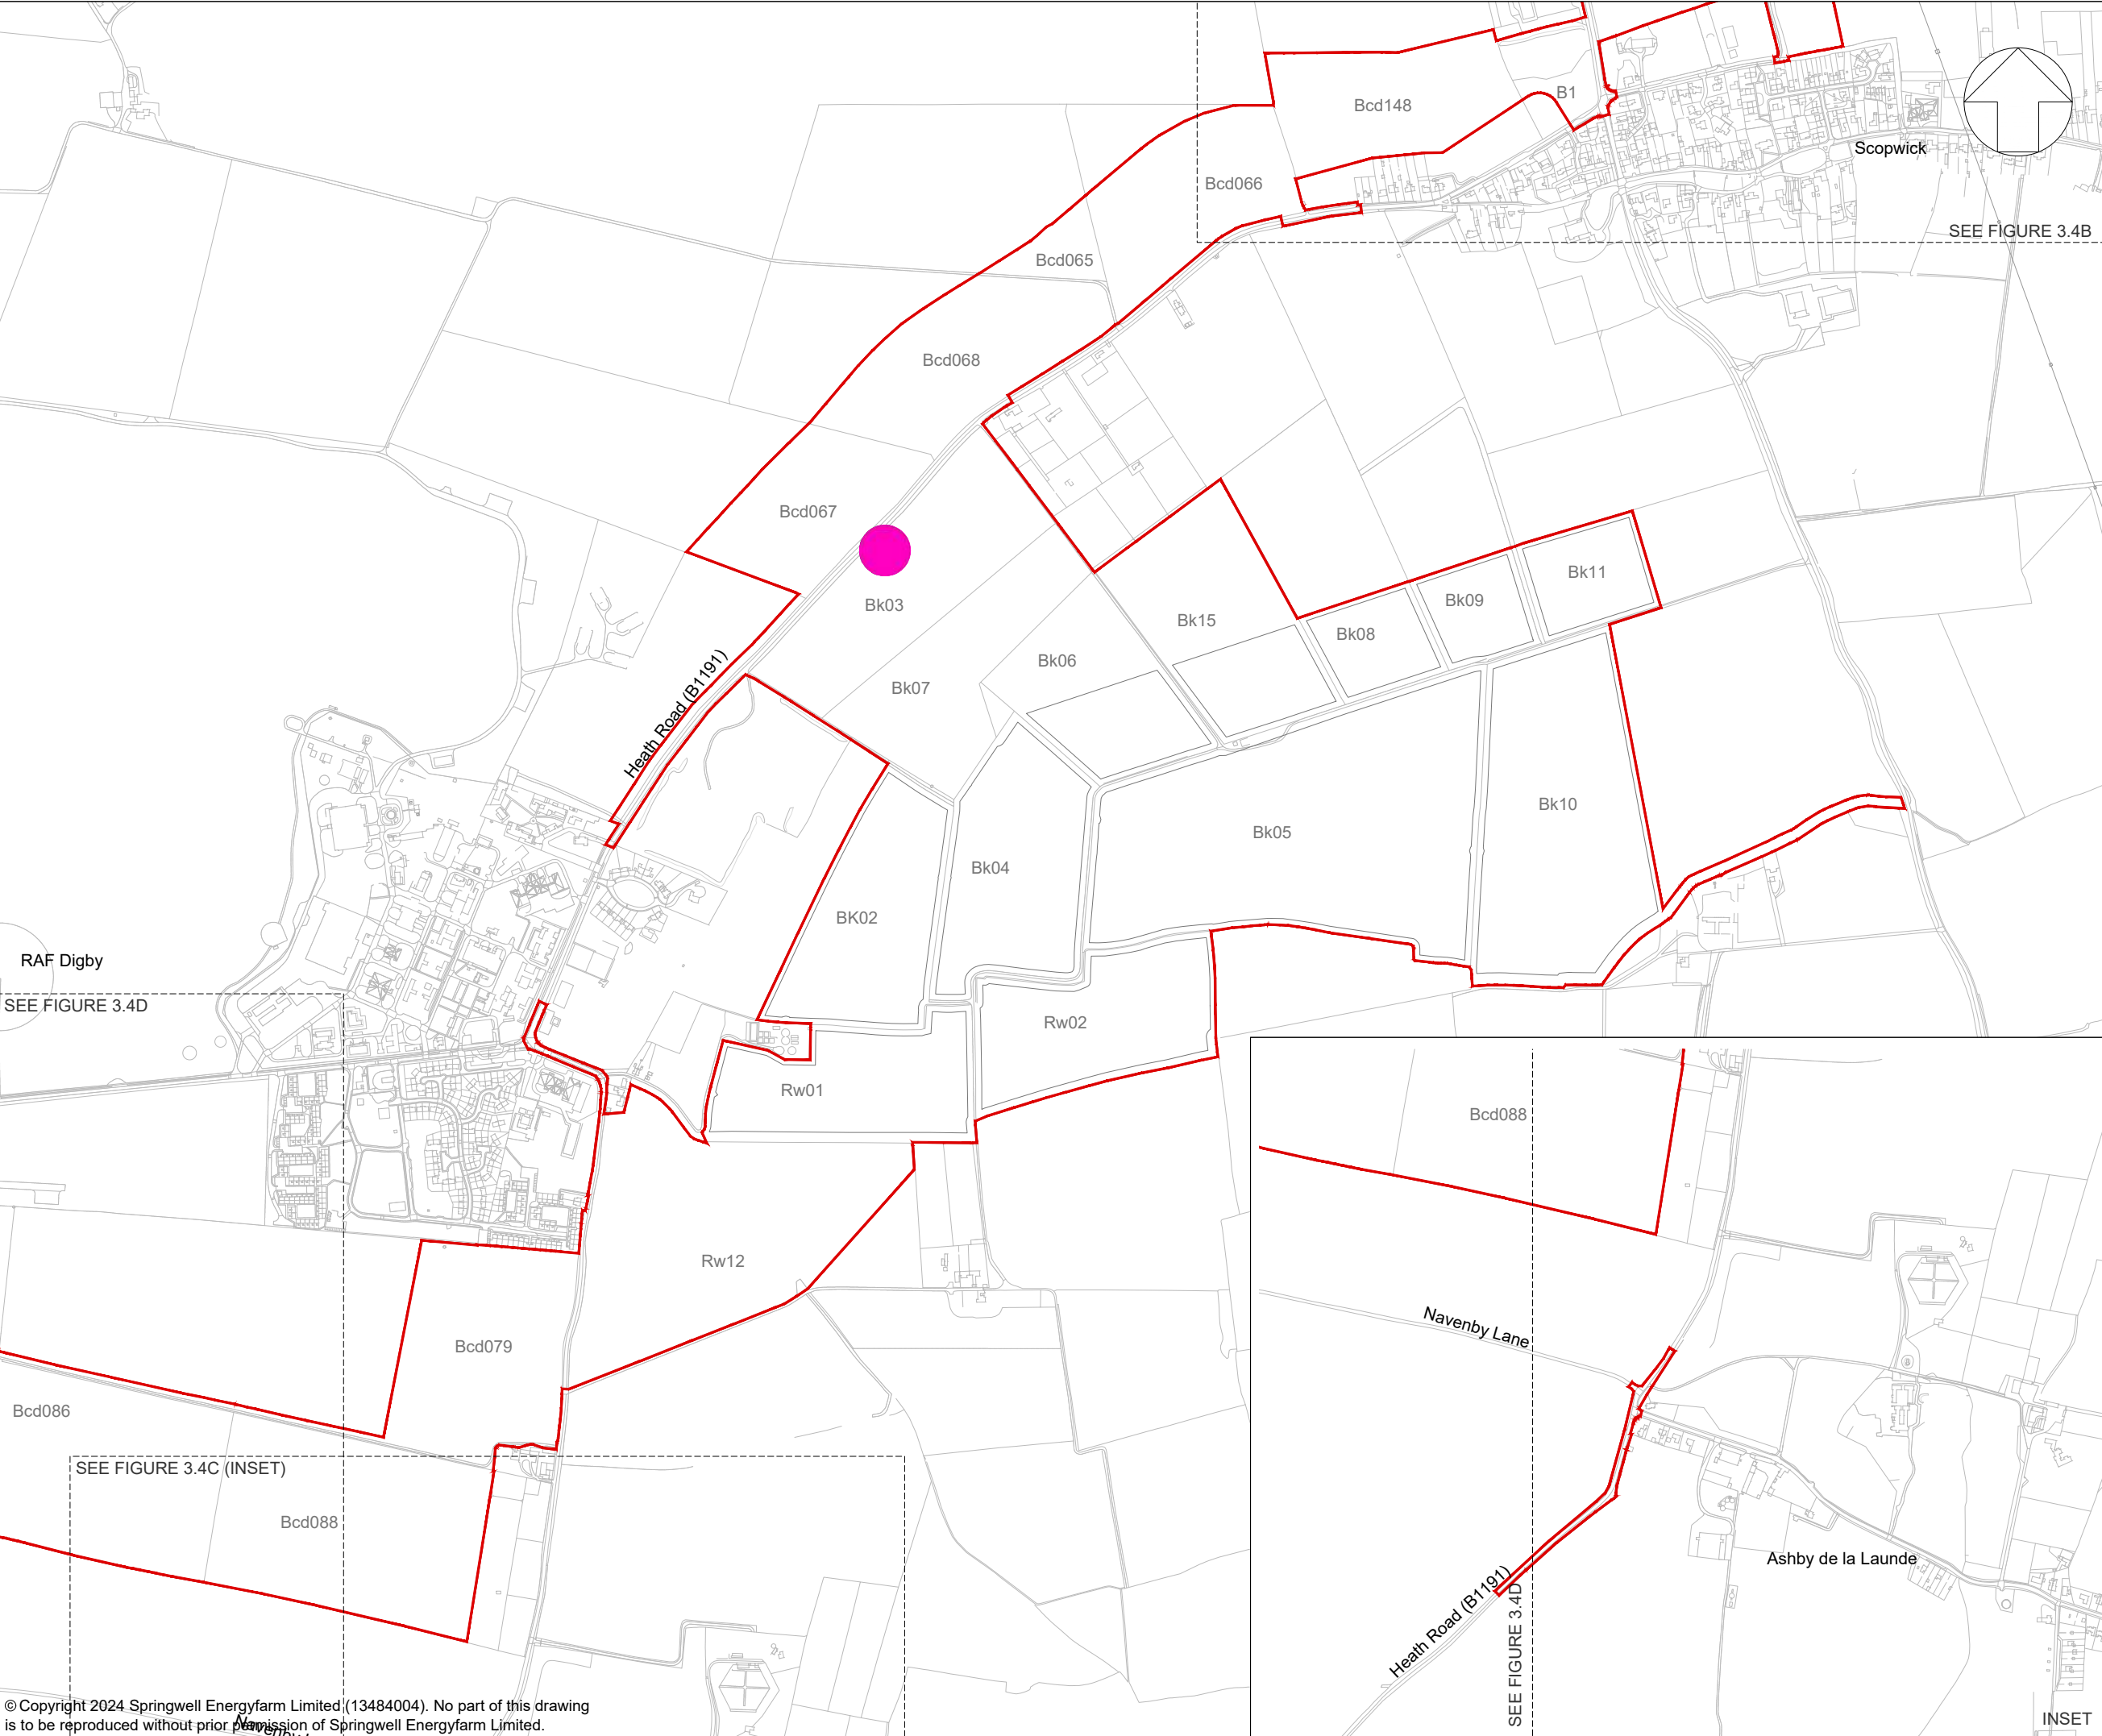 Bcd148
B1
Scopwick
Bcd066
SEE FIGURE 3.4B
Bcd065
Bcd068
Bcd067
Bk03
Bk11
Bk09
Bk15
Bk08
Bk06
Bk07
Heath Road (B1191)
Bk10
Bk05
Bk04
BK02
RAF Digby
SEE FIGURE 3.4D
Rw02
Rw01
Bcd088
Rw12
Navenby Lane
Bcd079
Bcd086
SEE FIGURE 3.4C (INSET)
Bcd088
Ashby de la Launde
Heath Road (B1191)
SEE FIGURE 3.4D
INSET
© Copyright 2024 Springwell Energyfarm Limited (13484004). No part of this drawing
is to be reproduced without prior permission of Springwell Energyfarm Limited.